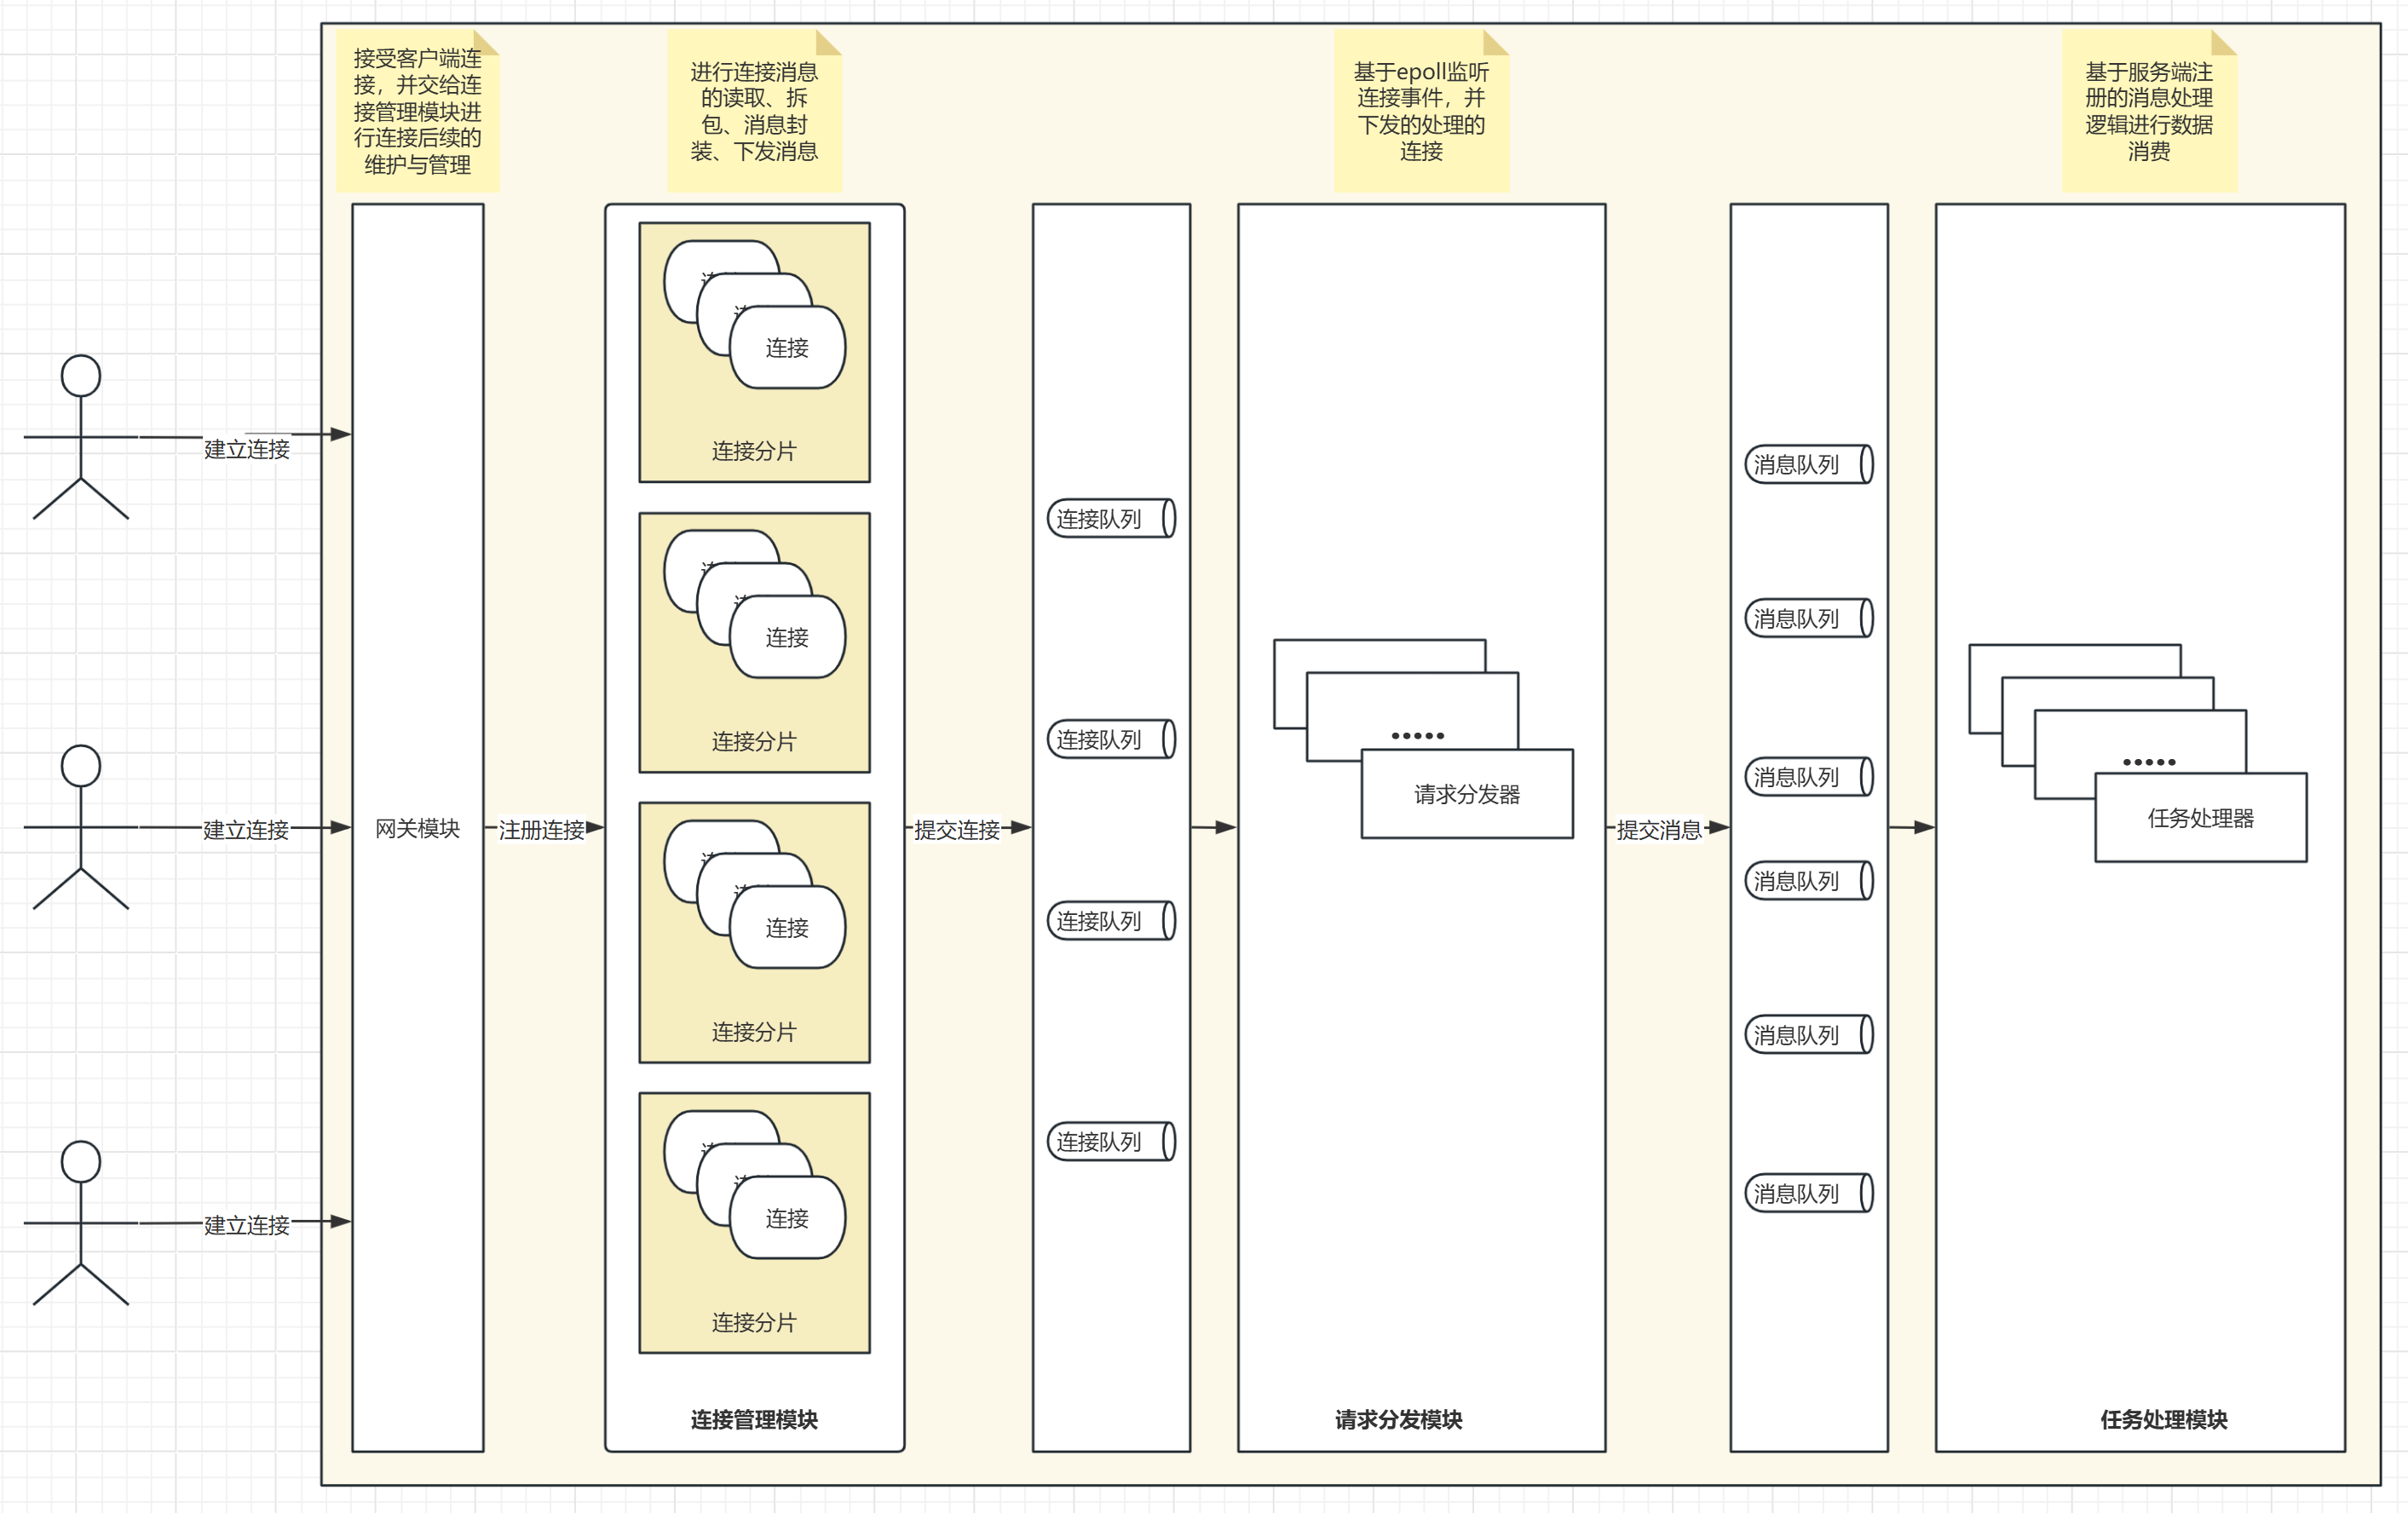 接受客户端连
接，并交给连
接管理模块进
行连接后续的
维护与管理
进行连接消息
的读取、拆
包、消息封
装、下发消息
基于epoll监听
连接事件，并
下发的处理的
连接
基于服务端注
册的消息处理
逻辑进行数据
消费
建立连接
建立连接
建立连接
网关模块
注册连接
连接
连接分片
连接
连接分片
连接
连接分片
连接
连接分片
连接管理模块
提交连接
连接队列
连接队列
连接队列
连接队列
•••••
请求分发器
请求分发模块
提交消息
消息队列
消息队列
消息队列
消息队列
消息队列
消息队列
•••••
任务处理器
任务处理模块